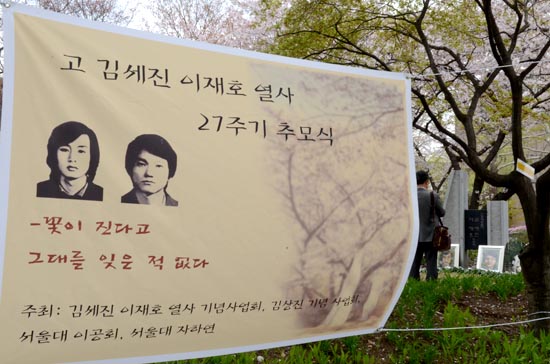 고 김세진 이재호 열사
27주기 추모식
-꽃이 진다고
그대를 잊은 적 없다
주최: 김세진 이재호 열사 기념사업회, 김상진 기념 사업회,
서울대 이공회, 서울대 자하연